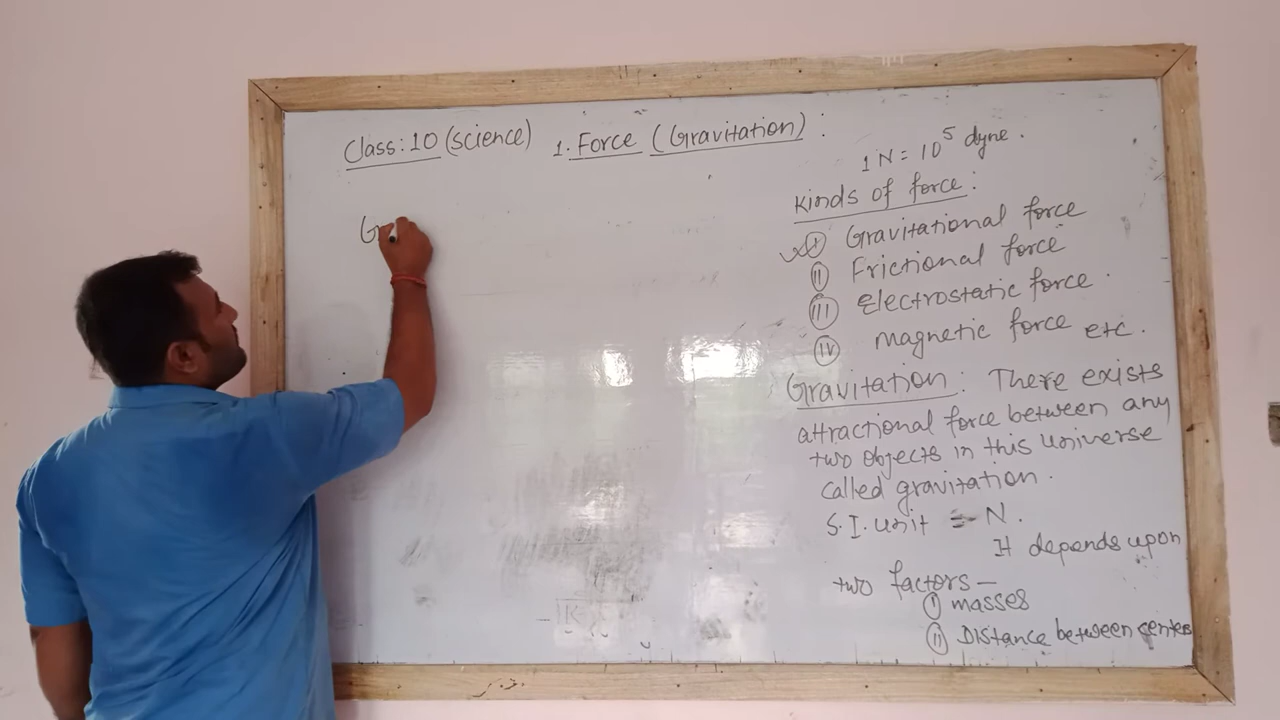 Class: 10 (science) 1. Force (Gravitation) :
1 N = 10⁵ dyne.
Kinds of force :
(I) Gravitational force
(II) Frictional force
(III) Electrostatic force.
(IV) magnetic force etc.
Gravitation : There exists
attractional force between any
two objects in this universe
called gravitation.
S.I. unit = N.
It depends upon
two factors —
(I) masses
(II) Distance between centers